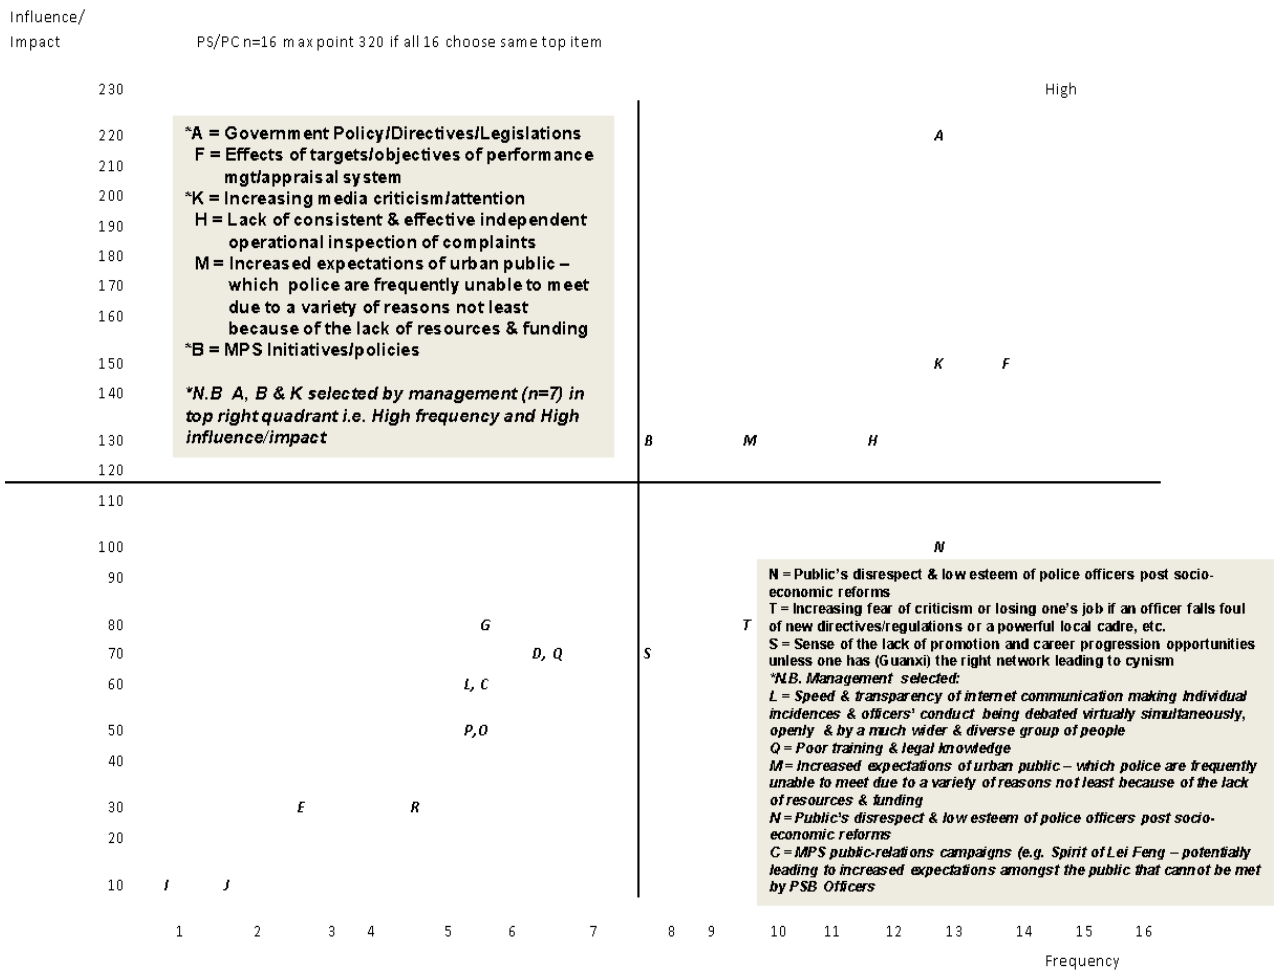 Influence/
Impact
PS/PC n=16 max point 320 if all 16 choose same top item
230
High
*A = Government Policy/Directives/Legislations
F = Effects of targets/objectives of performance
mgt/appraisal system
*K = Increasing media criticism/attention
H = Lack of consistent & effective independent
operational inspection of complaints
M = Increased expectations of urban public –
which police are frequently unable to meet
due to a variety of reasons not least
because of the lack of resources & funding
*B = MPS Initiatives/policies
*N.B A, B & K selected by management (n=7) in
top right quadrant i.e. High frequency and High
influence/impact
220
A
210
200
190
180
170
160
150
K F
140
130
B M H
120
110
100
N
90
80
G T
70
D, Q S
60
L, C
50
P,O
40
30
E R
20
10
I J
N = Public's disrespect & low esteem of police officers post socio-
economic reforms
T = Increasing fear of criticism or losing one's job if an officer falls foul
of new directives/regulations or a powerful local cadre, etc.
S = Sense of the lack of promotion and career progression opportunities
unless one has (Guanxi) the right network leading to cynism
*N.B. Management selected:
L = Speed & transparency of internet communication making Individual
incidences & officers' conduct being debated virtually simultaneously,
openly & by a much wider & diverse group of people
Q = Poor training & legal knowledge
M = Increased expectations of urban public – which police are frequently
unable to meet due to a variety of reasons not least because of the lack
of resources & funding
N = Public's disrespect & low esteem of police officers post socio-
economic reforms
C = MPS public-relations campaigns (e.g. Spirit of Lei Feng – potentially
leading to increased expectations amongst the public that cannot be met
by PSB Officers
1 2 3 4 5 6 7 8 9 10 11 12 13 14 15 16
Frequency